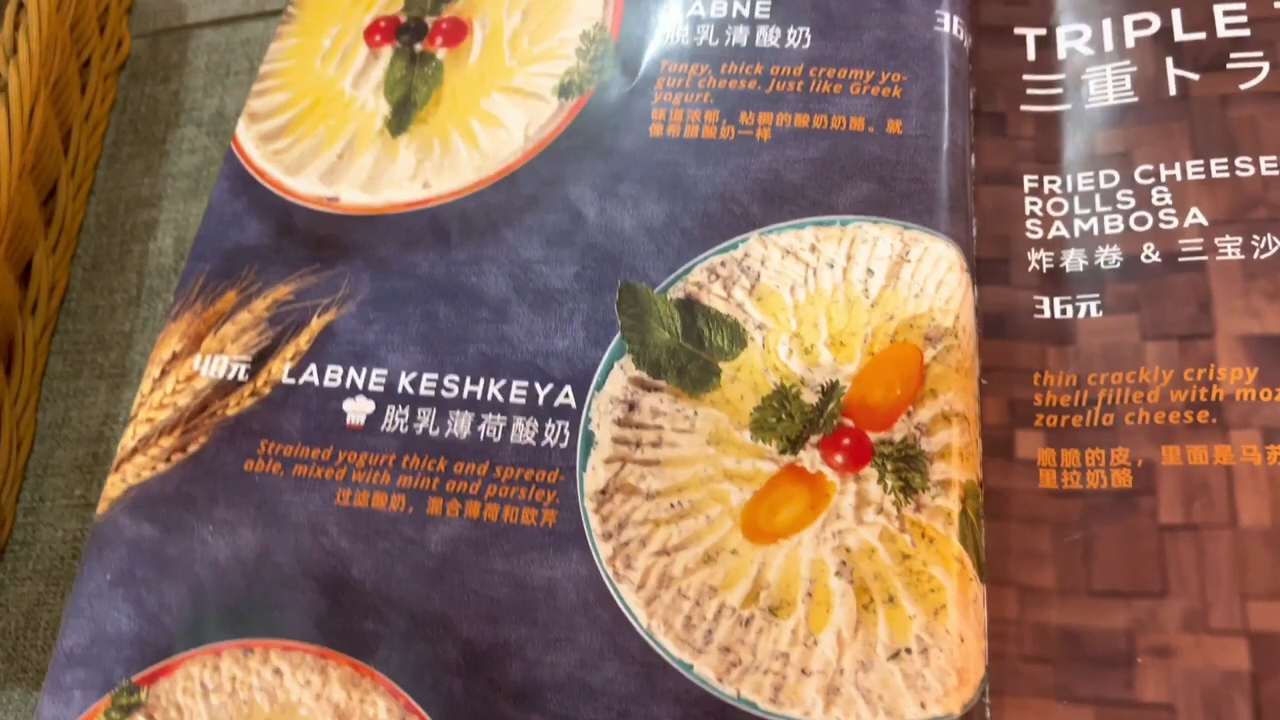 LABNE
脱乳清酸奶
Tangy, thick and creamy yo-
gurt cheese. Just like Greek
yogurt.
味道浓郁，粘稠的酸奶奶酪。就
像希腊酸奶一样
40元
LABNE KESHKEYA
脱乳薄荷酸奶
Strained yogurt thick and spread-
able, mixed with mint and parsley.
过滤酸奶，混合薄荷和欧芹
TRIPLE
三重トラ
FRIED CHEESE
ROLLS &
SAMBOSA
炸春卷 & 三宝沙
36元
thin crackly crispy
shell filled with moz
zarella cheese.
脆脆的皮，里面是马苏
里拉奶酪